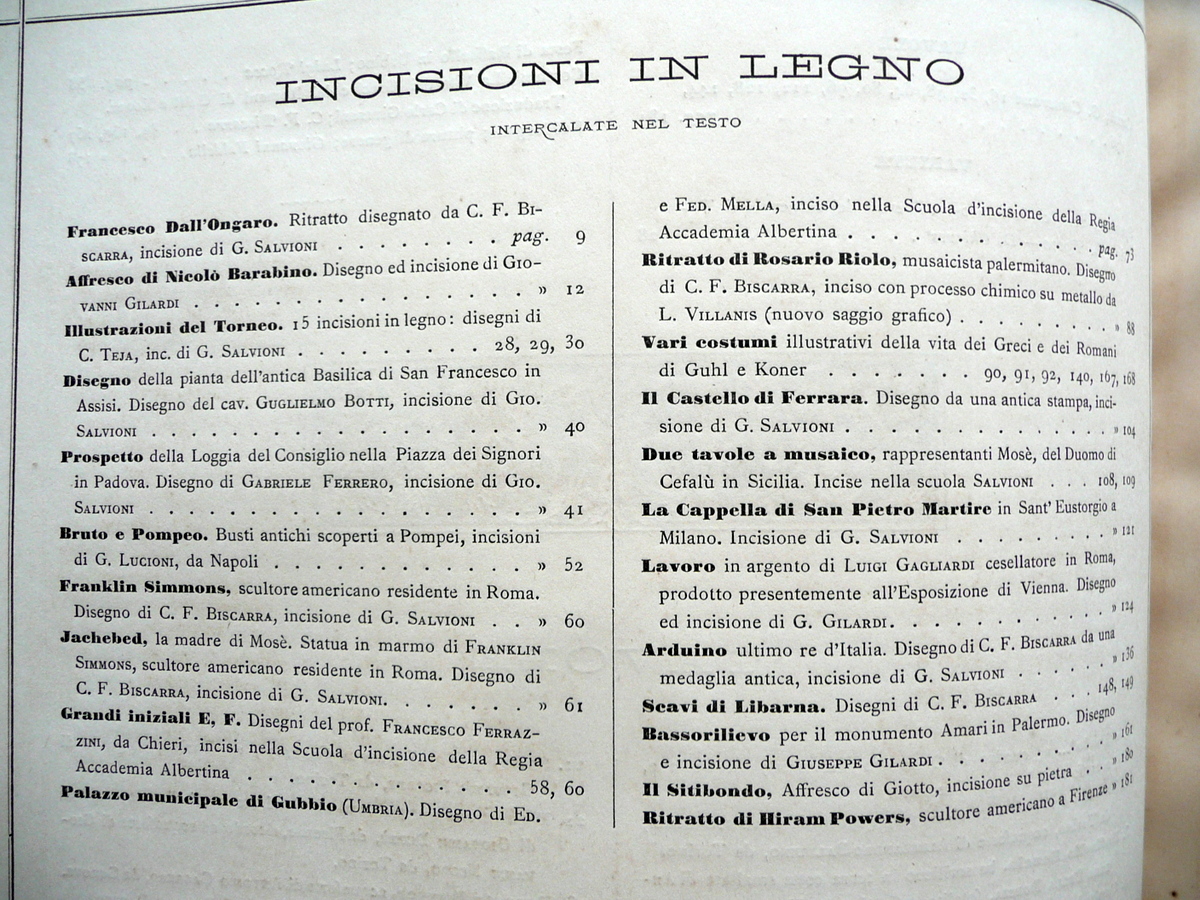 INCISIONI IN LEGNO
INTERCALATE NEL TESTO
Francesco Dall'Ongaro. Ritratto disegnato da C. F. BI-
SCARRA, incisione di G. SALVIONI . . . . . . . . pag. 9
Affresco di Nicolò Barabino. Disegno ed incisione di GIO-
VANNI GILARDI . . . . . . . . . . . . . . . . » 12
Illustrazioni del Torneo. 15 incisioni in legno: disegni di
C. TEJA, inc. di G. SALVIONI . . . . . . . . . 28, 29, 30
Disegno della pianta dell'antica Basilica di San Francesco in
Assisi. Disegno del cav. GUGLIELMO BOTTI, incisione di GIO.
SALVIONI . . . . . . . . . . . . . . . . . . . » 40
Prospetto della Loggia del Consiglio nella Piazza dei Signori
in Padova. Disegno di GABRIELE FERRERO, incisione di GIO.
SALVIONI . . . . . . . . . . . . . . . . . . . » 41
Bruto e Pompeo. Busti antichi scoperti a Pompei, incisioni
di G. LUCIONI, da Napoli . . . . . . . . . . . . » 52
Franklin Simmons, scultore americano residente in Roma.
Disegno di C. F. BISCARRA, incisione di G. SALVIONI . . » 60
Jachebed, la madre di Mosè. Statua in marmo di FRANKLIN
SIMMONS, scultore americano residente in Roma. Disegno di
C. F. BISCARRA, incisione di G. SALVIONI. . . . . . . » 61
Grandi iniziali E, F. Disegni del prof. FRANCESCO FERRAZ-
ZINI, da Chieri, incisi nella Scuola d'incisione della Regia
Accademia Albertina . . . . . . . . . . . . . 58, 60
Palazzo municipale di Gubbio (UMBRIA). Disegno di ED.
e FED. MELLA, inciso nella Scuola d'incisione della Regia
Accademia Albertina . . . . . . . . . . . . . pag. 73
Ritratto di Rosario Riolo, musaicista palermitano. Disegno
di C. F. BISCARRA, inciso con processo chimico su metallo da
L. VILLANIS (nuovo saggio grafico) . . . . . . . . » 88
Vari costumi illustrativi della vita dei Greci e dei Romani
di Guhl e Koner . . . . . . . 90, 91, 92, 140, 167, 168
Il Castello di Ferrara. Disegno da una antica stampa, inci-
sione di G. SALVIONI . . . . . . . . . . . . . . » 104
Due tavole a musaico, rappresentanti Mosè, del Duomo di
Cefalù in Sicilia. Incise nella scuola SALVIONI . . . 108, 109
La Cappella di San Pietro Martire in Sant' Eustorgio a
Milano. Incisione di G. SALVIONI . . . . . . . . . » 121
Lavoro in argento di LUIGI GAGLIARDI cesellatore in Roma,
prodotto presentemente all'Esposizione di Vienna. Disegno
ed incisione di G. GILARDI. . . . . . . . . . . . » 124
Arduino ultimo re d'Italia. Disegno di C. F. BISCARRA da una
medaglia antica, incisione di G. SALVIONI . . . . . . » 136
Scavi di Libarna. Disegni di C. F. BISCARRA . . . 148, 149
Bassorilievo per il monumento Amari in Palermo. Disegno
e incisione di GIUSEPPE GILARDI . . . . . . . . . » 161
Il Sitibondo, Affresco di Giotto, incisione su pietra . . » 180
Ritratto di Hiram Powers, scultore americano a Firenze » 181